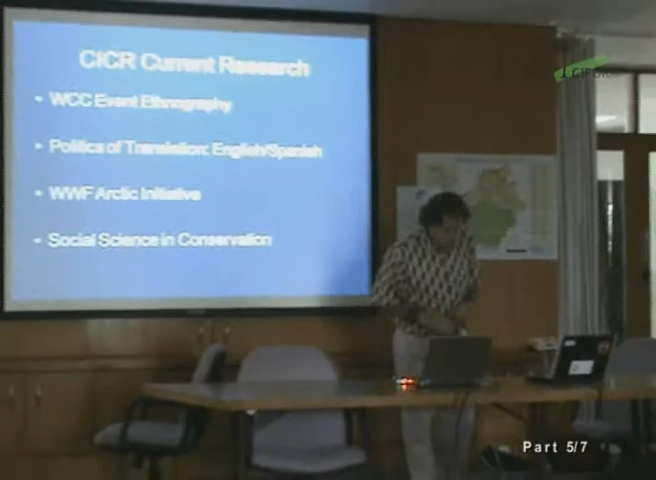 CICR Current Research
• WCC Event Ethnography
• Politics of Translation: English/Spanish
• WWF Arctic Initiative
• Social Science in Conservation
Part 5/7